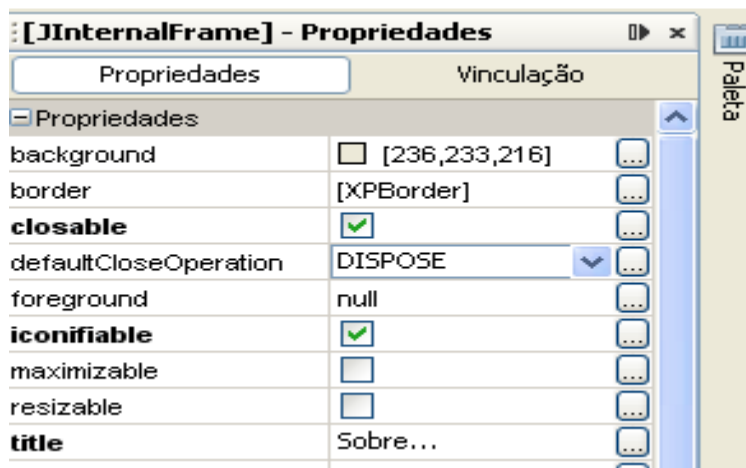 [JInternalFrame] - Propriedades
Propriedades Vinculação
Paleta
Propriedades
background [236,233,216] ...
border [XPBorder] ...
closable ...
defaultCloseOperation DISPOSE ...
foreground null ...
iconifiable ...
maximizable ...
resizable ...
title Sobre... ...